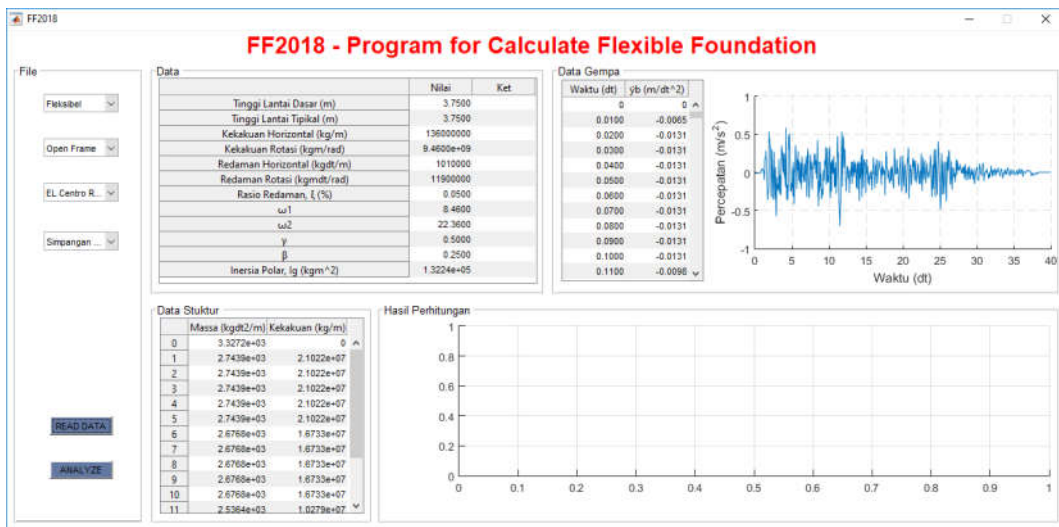 FF2018
FF2018 - Program for Calculate Flexible Foundation
File
Fleksibel
Open Frame
EL Centro R...
Simpangan ...
READ DATA
ANALYZE
Data
Nilai Ket
Tinggi Lantai Dasar (m) 3.7500
Tinggi Lantai Tipikal (m) 3.7500
Kekakuan Horizontal (kg/m) 136000000
Kekakuan Rotasi (kgm/rad) 9.4600e+09
Redaman Horizontal (kgdt/m) 1010000
Redaman Rotasi (kgmdt/rad) 11900000
Rasio Redaman, ξ (%) 0.0500
ω1 8.4600
ω2 22.3600
γ 0.5000
β 0.2500
Inersia Polar, Ig (kgm^2) 1.3224e+05
Data Gempa
Waktu (dt) ÿb (m/dt^2)
0 0
0.0100 -0.0065
0.0200 -0.0131
0.0300 -0.0131
0.0400 -0.0131
0.0500 -0.0131
0.0600 -0.0131
0.0700 -0.0131
0.0800 -0.0131
0.0900 -0.0131
0.1000 -0.0131
0.1100 -0.0098
Percepatan (m/s²)
1
0.5
0
-0.5
-1
0 5 10 15 20 25 30 35 40
Waktu (dt)
Data Stuktur
Massa (kgdt2/m) Kekakuan (kg/m)
0 3.3272e+03 0
1 2.7439e+03 2.1022e+07
2 2.7439e+03 2.1022e+07
3 2.7439e+03 2.1022e+07
4 2.7439e+03 2.1022e+07
5 2.7439e+03 2.1022e+07
6 2.6768e+03 1.6733e+07
7 2.6768e+03 1.6733e+07
8 2.6768e+03 1.6733e+07
9 2.6768e+03 1.6733e+07
10 2.6768e+03 1.6733e+07
11 2.5364e+03 1.0279e+07
Hasil Perhitungan
1
0.8
0.6
0.4
0.2
0
0 0.1 0.2 0.3 0.4 0.5 0.6 0.7 0.8 0.9 1